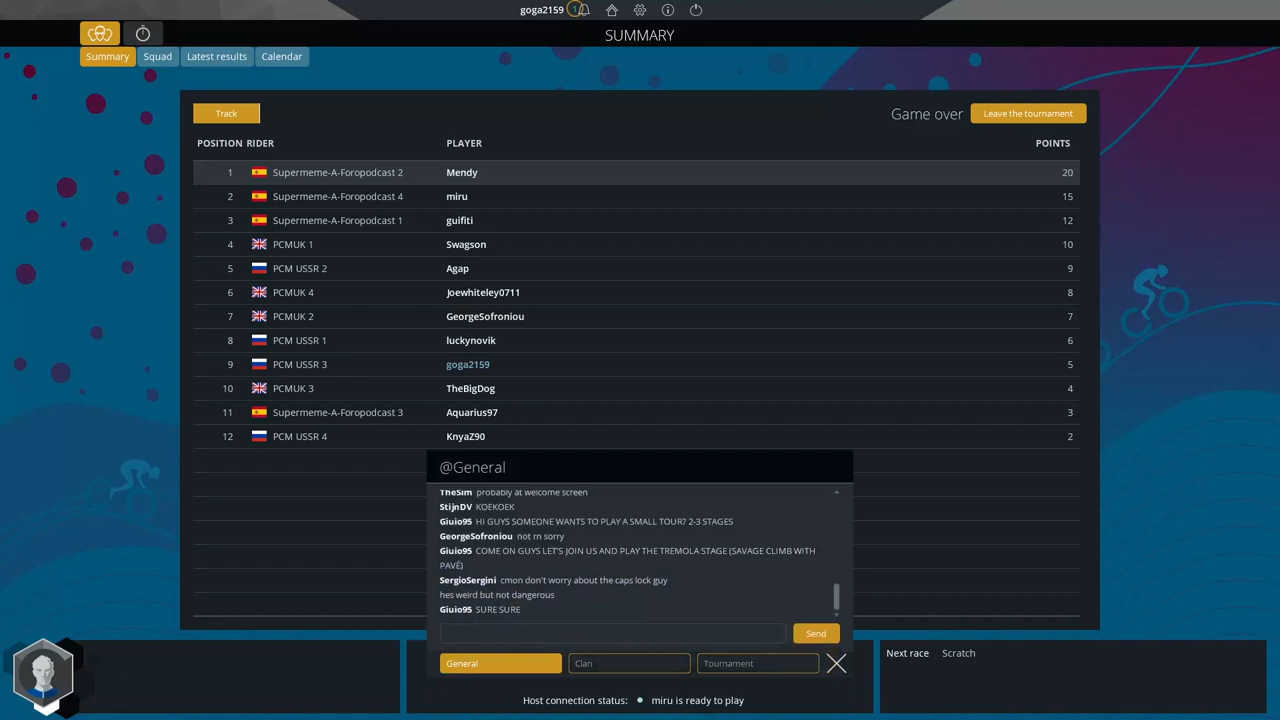 goga2159 1
SUMMARY
Summary Squad Latest results Calendar
Track Game over Leave the tournament
POSITION RIDER PLAYER POINTS
1 Supermeme-A-Foropodcast 2 Mendy 20
2 Supermeme-A-Foropodcast 4 miru 15
3 Supermeme-A-Foropodcast 1 guifiti 12
4 PCMUK 1 Swagson 10
5 PCM USSR 2 Agap 9
6 PCMUK 4 Joewhiteley0711 8
7 PCMUK 2 GeorgeSofroniou 7
8 PCM USSR 1 luckynovik 6
9 PCM USSR 3 goga2159 5
10 PCMUK 3 TheBigDog 4
11 Supermeme-A-Foropodcast 3 Aquarius97 3
12 PCM USSR 4 KnyaZ90 2
@General
TheSim probably at welcome screen
StijnDV KOEKOEK
Giuio95 HI GUYS SOMEONE WANTS TO PLAY A SMALL TOUR? 2-3 STAGES
GeorgeSofroniou not rn sorry
Giuio95 COME ON GUYS LET'S JOIN US AND PLAY THE TREMOLA STAGE (SAVAGE CLIMB WITH
PAVÉ)
SergioSergini cmon don't worry about the caps lock guy
hes weird but not dangerous
Giuio95 SURE SURE
Send
General Clan Tournament
Next race Scratch
Host connection status: miru is ready to play